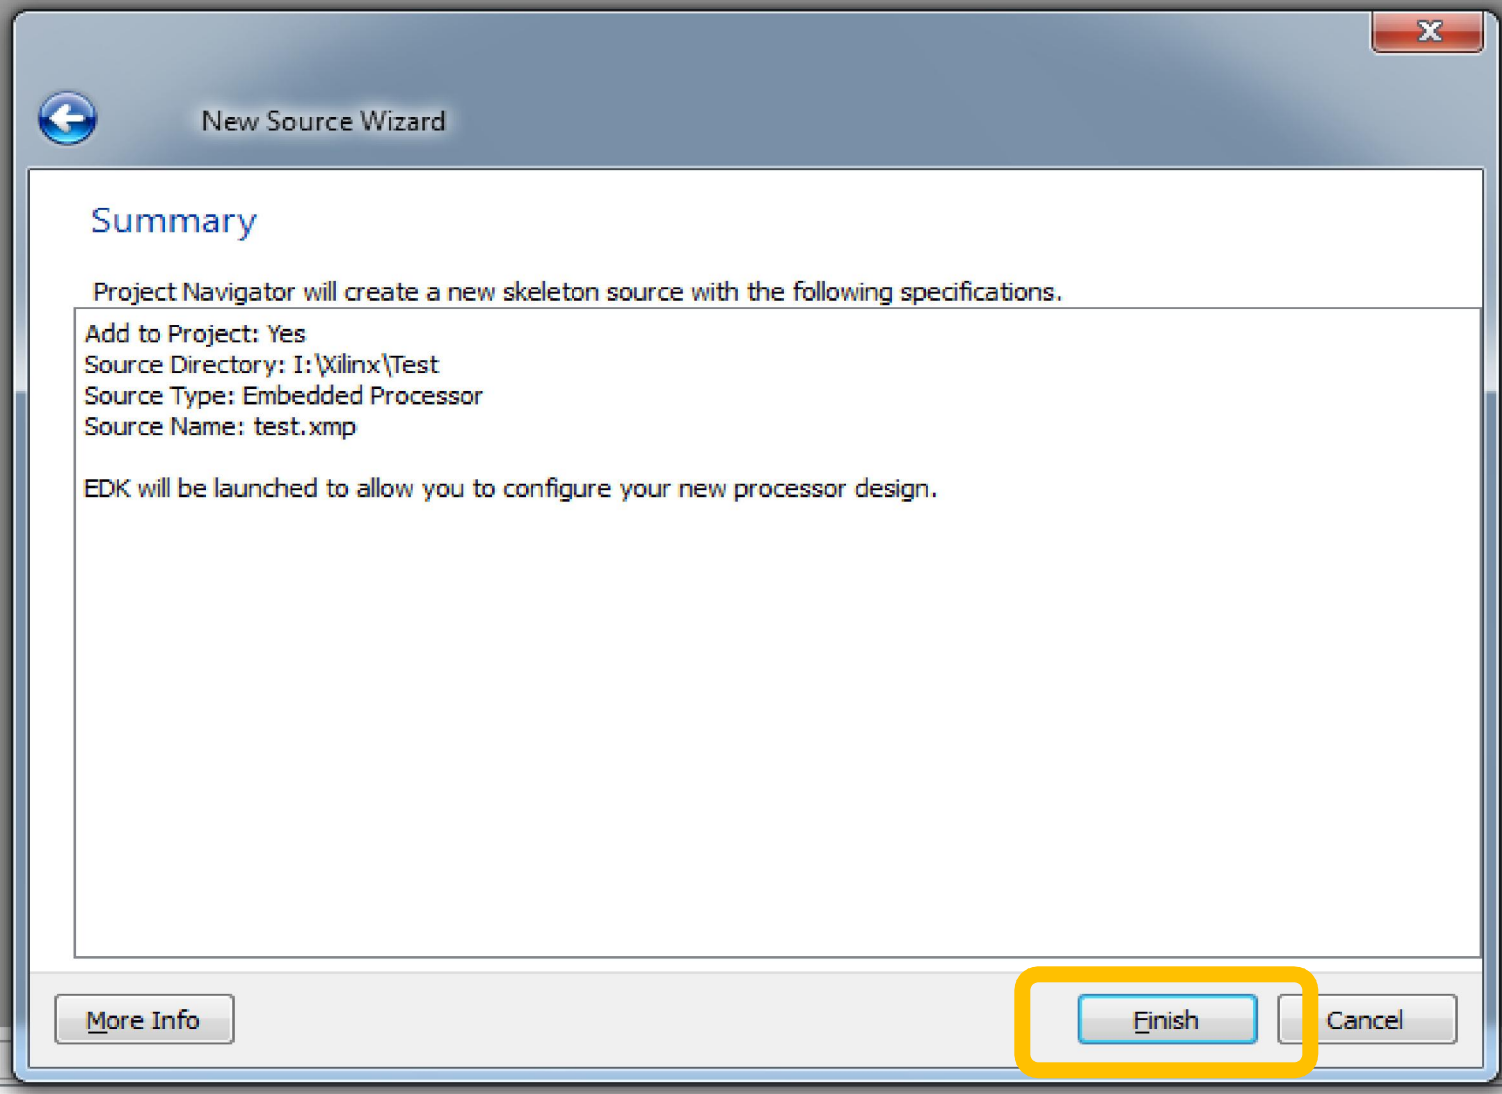 New Source Wizard
Summary
Project Navigator will create a new skeleton source with the following specifications.
Add to Project: Yes
Source Directory: I:\Xilinx\Test
Source Type: Embedded Processor
Source Name: test.xmp
EDK will be launched to allow you to configure your new processor design.
More Info
Finish
Cancel